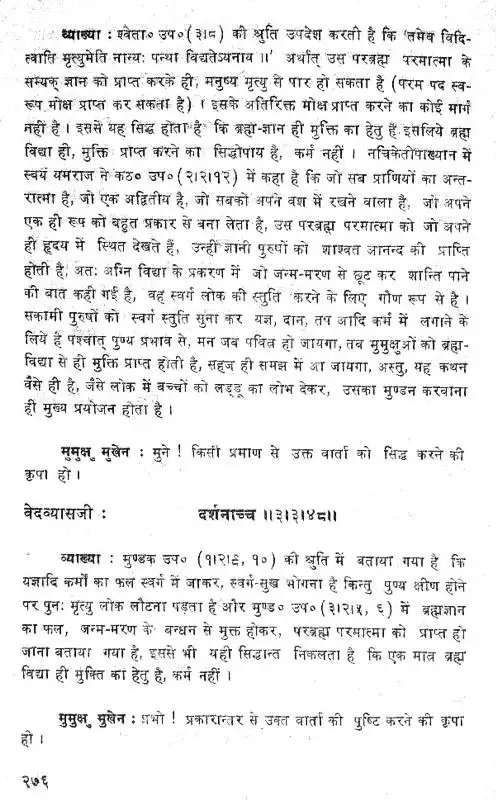 व्याख्या : श्वेता० उप० (३।८) की श्रुति उपदेश करती है कि 'तमेव विदि-
त्वाति मृत्युमेति नान्यः पन्था विद्यतेऽयनाय ॥' अर्थात् उस परब्रह्म परमात्मा के
सम्यक् ज्ञान को प्राप्त करके ही, मनुष्य मृत्यु से पार हो सकता है (परम पद स्व-
रूप मोक्ष प्राप्त कर सकता है) । इसके अतिरिक्त मोक्ष प्राप्त करने का कोई मार्ग
नहीं है । इससे यह सिद्ध होता है कि ब्रह्म-ज्ञान ही मुक्ति का हेतु है इसलिये ब्रह्म
विद्या ही, मुक्ति प्राप्त करने का सिद्धोपाय है, कर्म नहीं । नचिकेतोपाख्यान में
स्वयं यमराज ने कठ० उप० (२।२।१२) में कहा है कि जो सब प्राणियों का अन्त-
रात्मा है, जो एक अद्वितीय है, जो सबको अपने वश में रखने वाला है, जो अपने
एक ही रूप को बहुत प्रकार से बना लेता है, उस परब्रह्म परमात्मा को जो अपने
ही हृदय में स्थित देखते हैं, उन्हीं ज्ञानी पुरुषों को शाश्वत आनन्द की प्राप्ति
होती है, अतः अग्नि विद्या के प्रकरण में जो जन्म-मरण से छूट कर शान्ति पाने
की बात कही गई है, वह स्वर्ग लोक की स्तुति करने के लिए गौण रूप से है ।
सकामी पुरुषों को स्वर्ग स्तुति सुना कर यज्ञ, दान, तप आदि कर्म में लगाने के
लिये है पश्चात् पुण्य प्रभाव से, मन जब पवित्र हो जायगा, तब मुमुक्षुओं को ब्रह्म-
विद्या से ही मुक्ति प्राप्त होती है, सहज ही समझ में आ जायगा, अस्तु, यह कथन
वैसे ही है, जैसे लोक में बच्चों को लड्डू का लोभ देकर, उसका मुण्डन करवाना
ही मुख्य प्रयोजन होता है ।
मुमुक्षु मुखेन : मुने ! किसी प्रमाण से उक्त वार्ता को सिद्ध करने की
कृपा हो ।
वेदव्यासजी : दर्शनाच्च ॥३।३।४८॥
व्याख्या : मुण्डक उप० (१।२।९, १०) की श्रुति में बताया गया है कि
यज्ञादि कर्मों का फल स्वर्ग में जाकर, स्वर्ग-सुख भोगना है किन्तु पुण्य क्षीण होने
पर पुनः मृत्यु लोक लौटना पड़ता है और मुण्ड० उप० (३।२।५, ६) में ब्रह्मज्ञान
का फल, जन्म-मरण के बन्धन से मुक्त होकर, परब्रह्म परमात्मा को प्राप्त हो
जाना बताया गया है, इससे भी यही सिद्धान्त निकलता है कि एक मात्र ब्रह्म
विद्या ही मुक्ति का हेतु है, कर्म नहीं ।
मुमुक्षु मुखेन : प्रभो ! प्रकारान्तर से उक्त वार्ता की पुष्टि करने की कृपा
हो ।
२७६